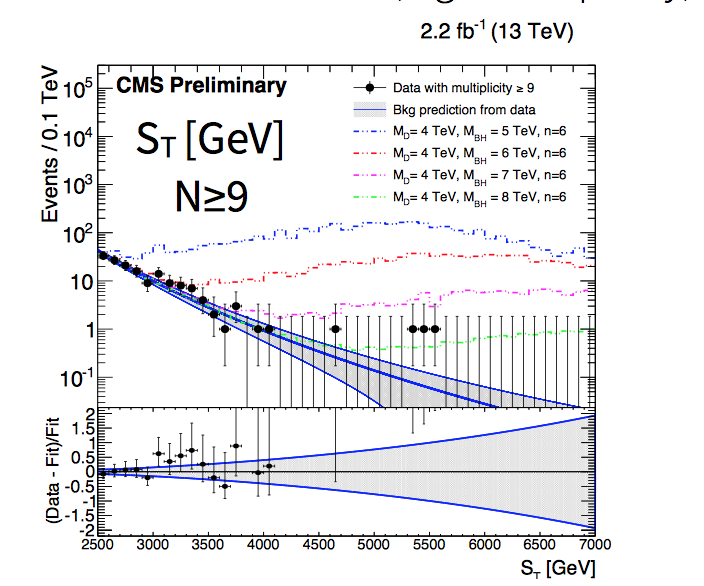 2.2 fb⁻¹ (13 TeV)
CMS Preliminary
S_T [GeV]
N≥9
Data with multiplicity ≥ 9
Bkg prediction from data
M_D= 4 TeV, M_BH = 5 TeV, n=6
M_D= 4 TeV, M_BH = 6 TeV, n=6
M_D= 4 TeV, M_BH = 7 TeV, n=6
M_D= 4 TeV, M_BH = 8 TeV, n=6
Events / 0.1 TeV
10⁵
10⁴
10³
10²
10
1
10⁻¹
(Data - Fit)/Fit
2
1.5
1
0.5
0
-0.5
-1
-1.5
-2
2500 3000 3500 4000 4500 5000 5500 6000 6500 7000
S_T [GeV]